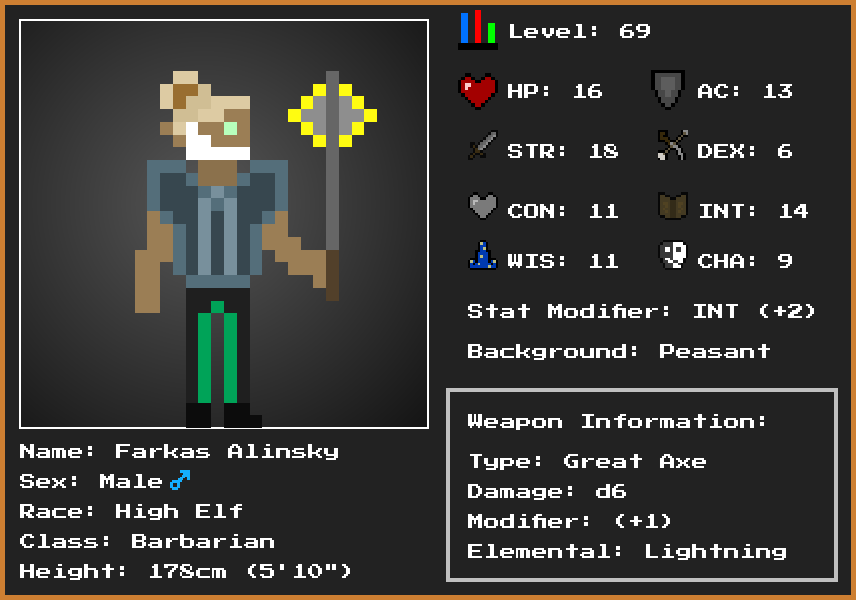 Level: 69
HP: 16 AC: 13
STR: 18 DEX: 6
CON: 11 INT: 14
WIS: 11 CHA: 9
Stat Modifier: INT (+2)
Background: Peasant
Weapon Information:
Type: Great Axe
Damage: d6
Modifier: (+1)
Elemental: Lightning
Name: Farkas Alinsky
Sex: Male♂
Race: High Elf
Class: Barbarian
Height: 178cm (5'10")